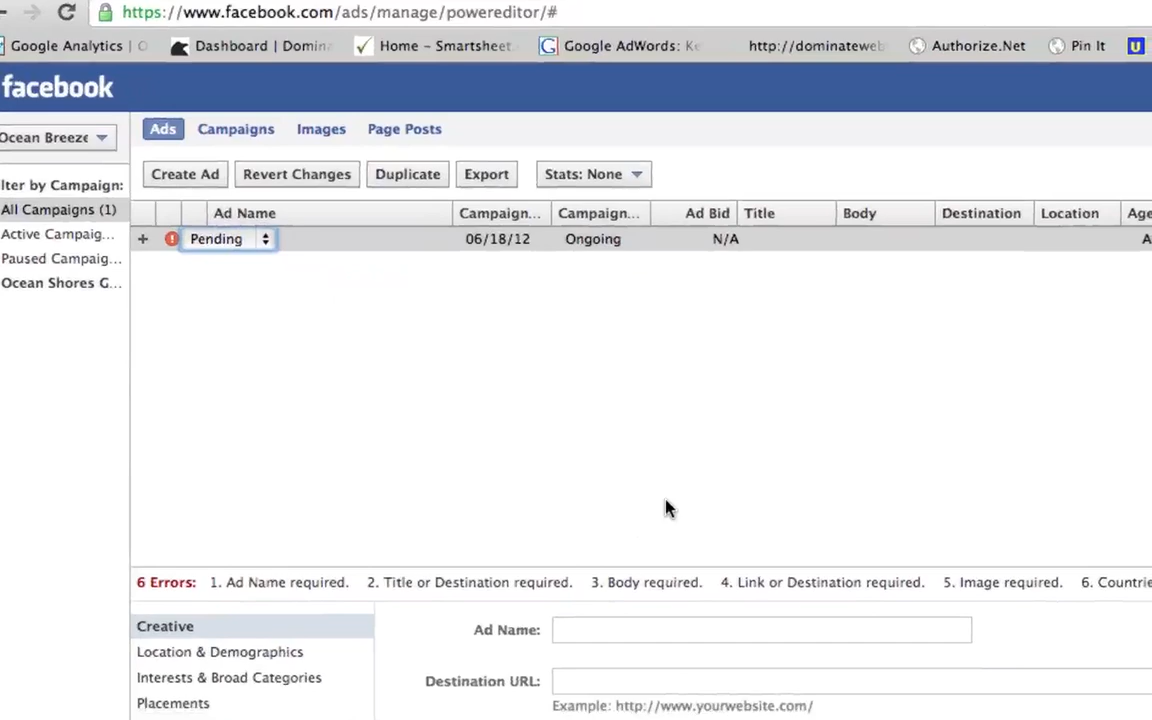 https://www.facebook.com/ads/manage/powereditor/#
Google Analytics | Dashboard | Domin Home – Smartsheet Google AdWords: Ke http://dominateweb Authorize.Net Pin It U
facebook
Ocean Breeze Ads Campaigns Images Page Posts
Create Ad Revert Changes Duplicate Export Stats: None
lter by Campaign:
All Campaigns (1) Ad Name Campaign... Campaign... Ad Bid Title Body Destination Location Age
Active Campaig... + Pending 06/18/12 Ongoing N/A A
Paused Campaig...
Ocean Shores G...
6 Errors: 1. Ad Name required. 2. Title or Destination required. 3. Body required. 4. Link or Destination required. 5. Image required. 6. Countrie
Creative Ad Name:
Location & Demographics
Interests & Broad Categories Destination URL:
Placements Example: http://www.yourwebsite.com/